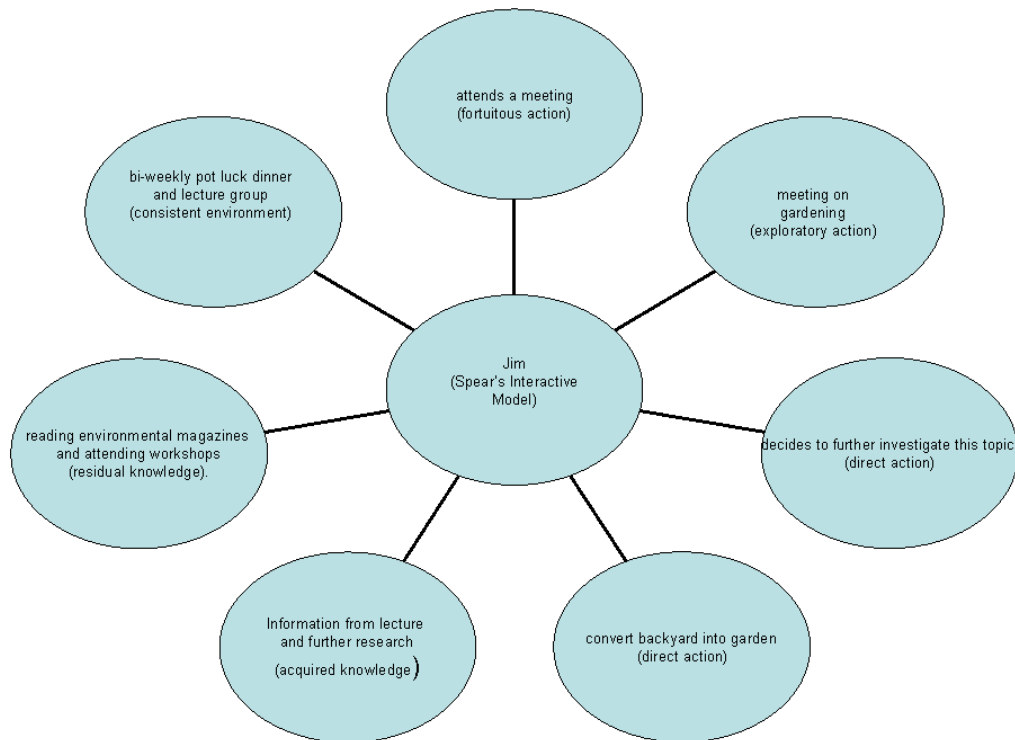 attends a meeting
(fortuitous action)
bi-weekly pot luck dinner
and lecture group
(consistent environment)
meeting on
gardening
(exploratory action)
Jim
(Spear's Interactive
Model)
reading environmental magazines
and attending workshops
(residual knowledge).
decides to further investigate this topic
(direct action)
Information from lecture
and further research
(acquired knowledge)
convert backyard into garden
(direct action)